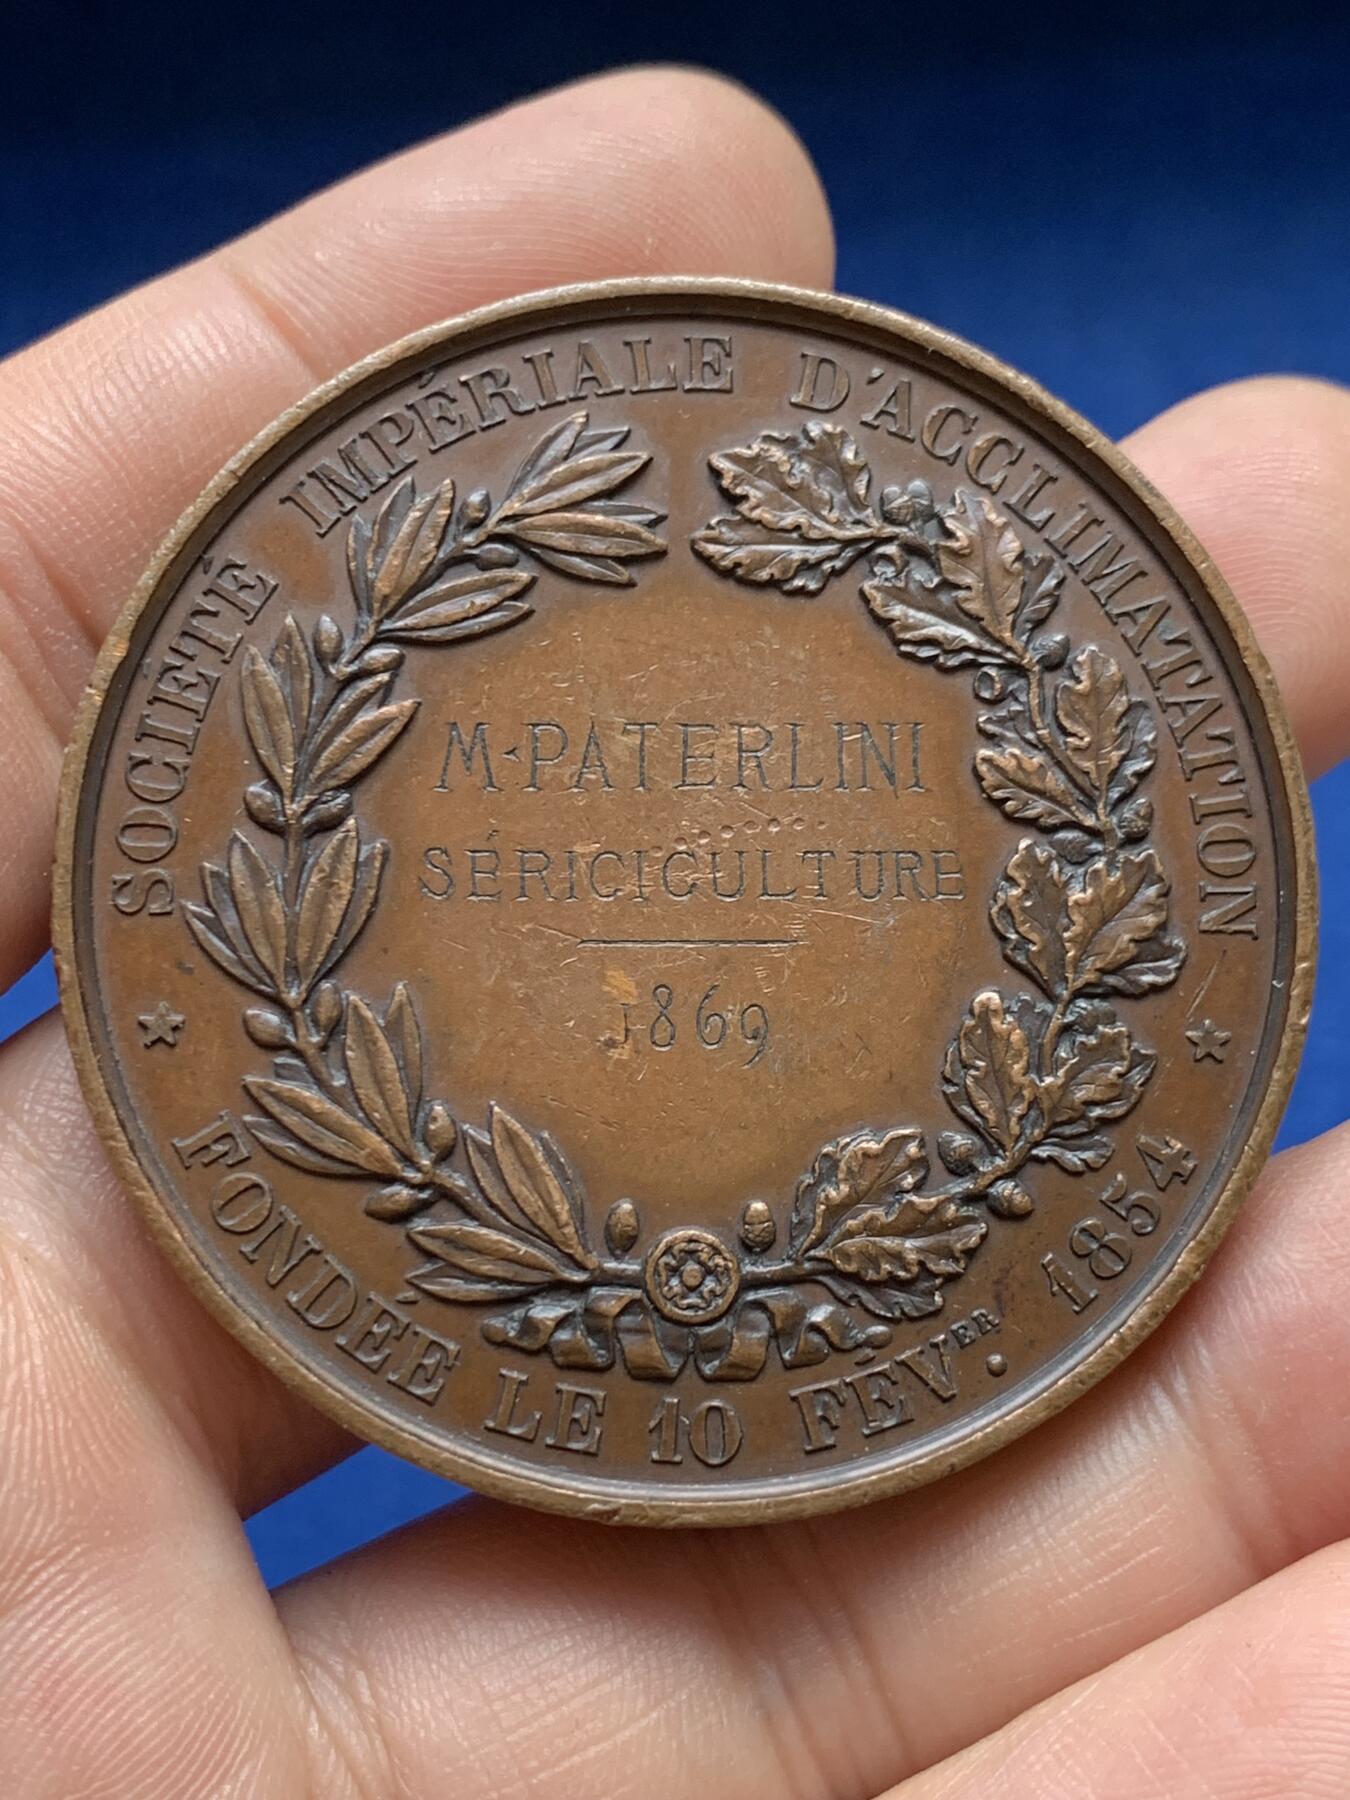 SOCIÉTÉ IMPÉRIALE D'ACCLIMATATION
M·PATERLINI
SÉRICICULTURE
1869
FONDÉE LE 10 FÉVER. 1854